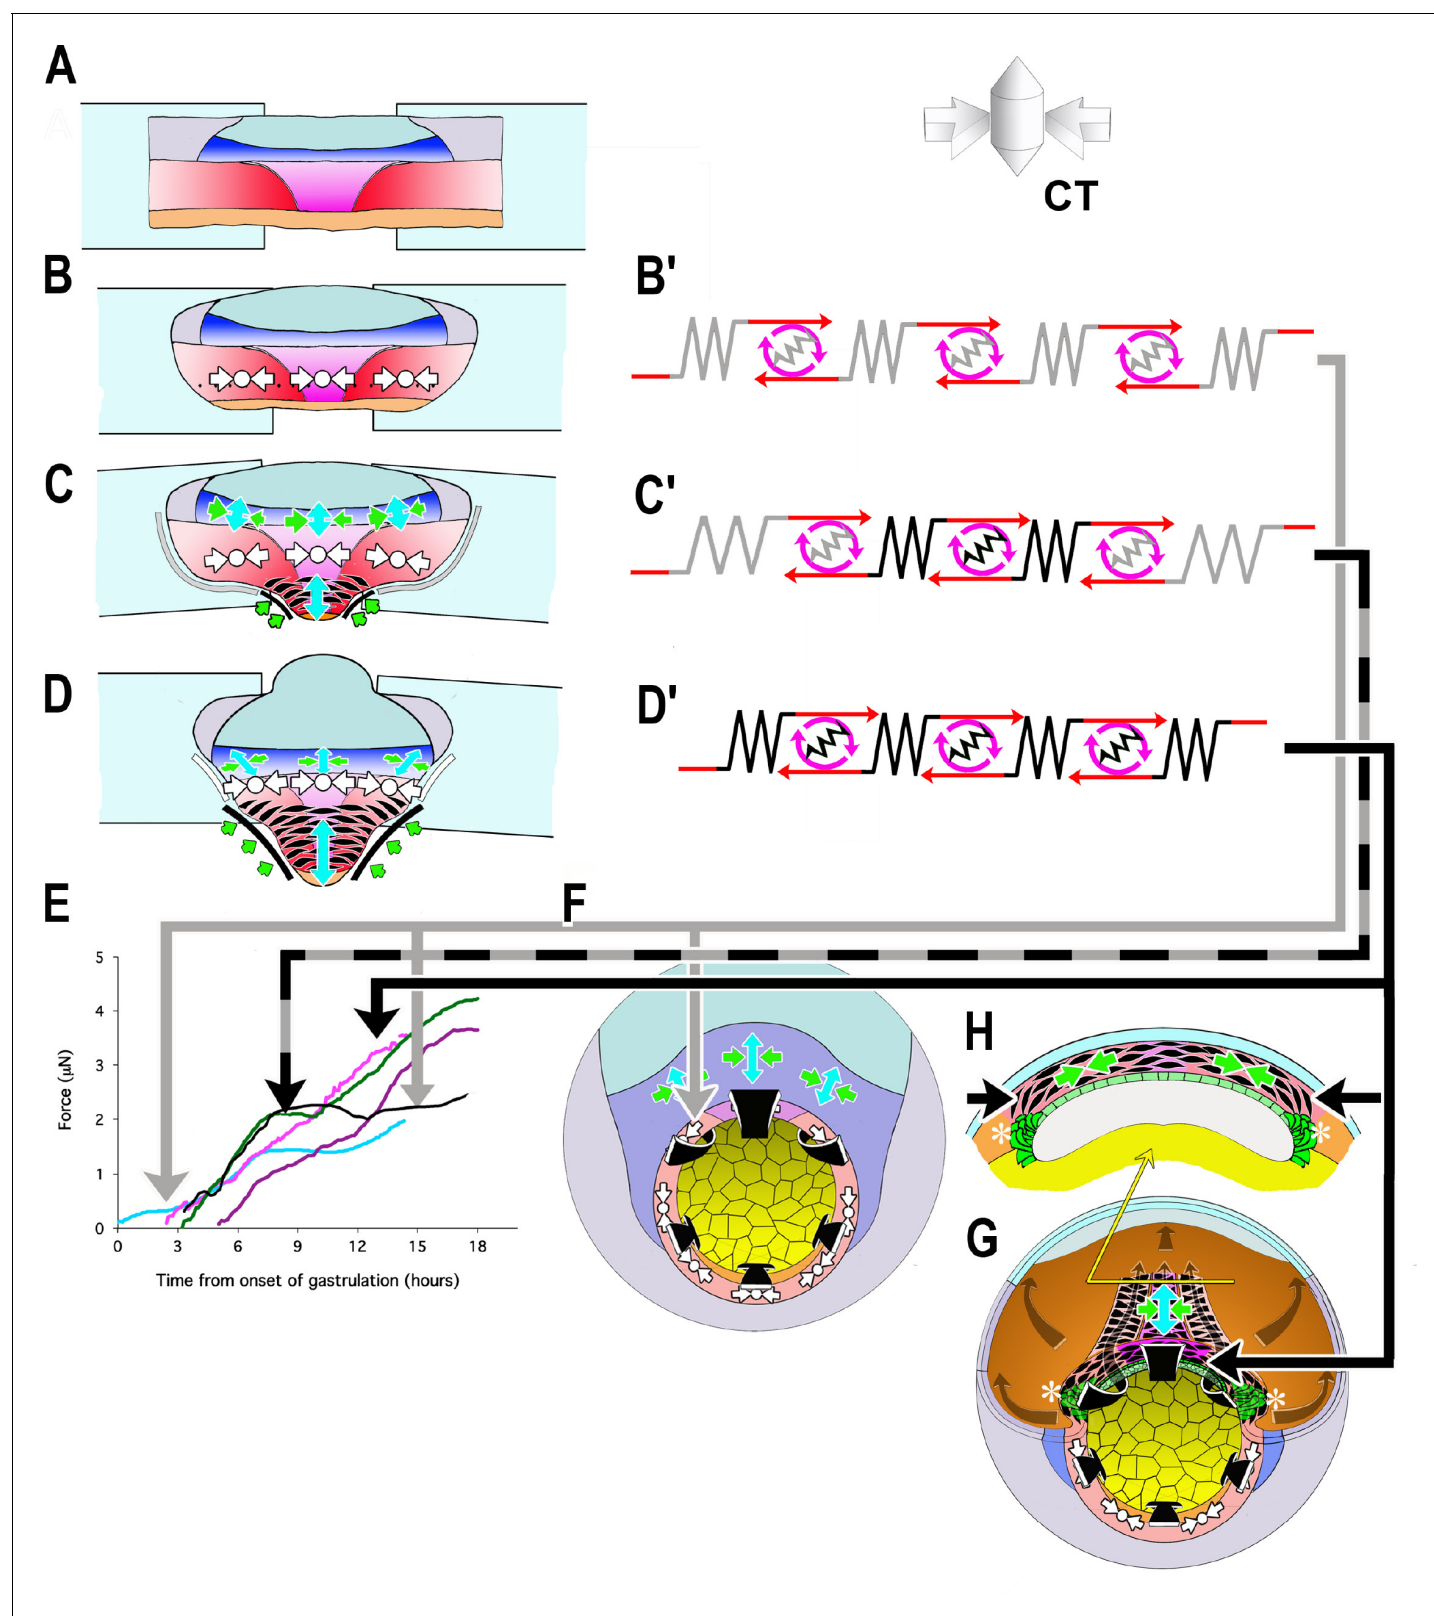 A
CT
B
B'
C
C'
D
D'
E
F
5
4
3
2
1
0
Force (μN)
0 3 6 9 12 15 18
Time from onset of gastrulation (hours)
H
* *
G
* *